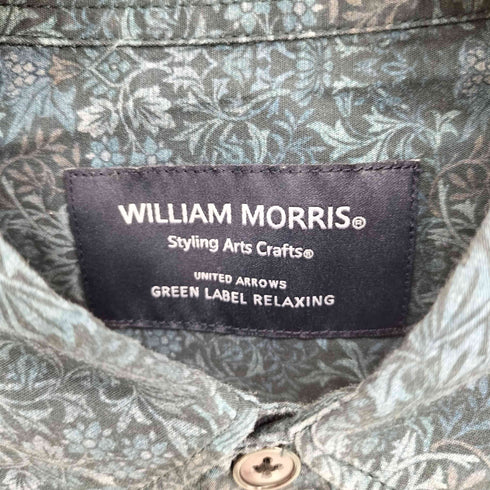 WILLIAM MORRIS®
Styling Arts Crafts®
UNITED ARROWS
GREEN LABEL RELAXING